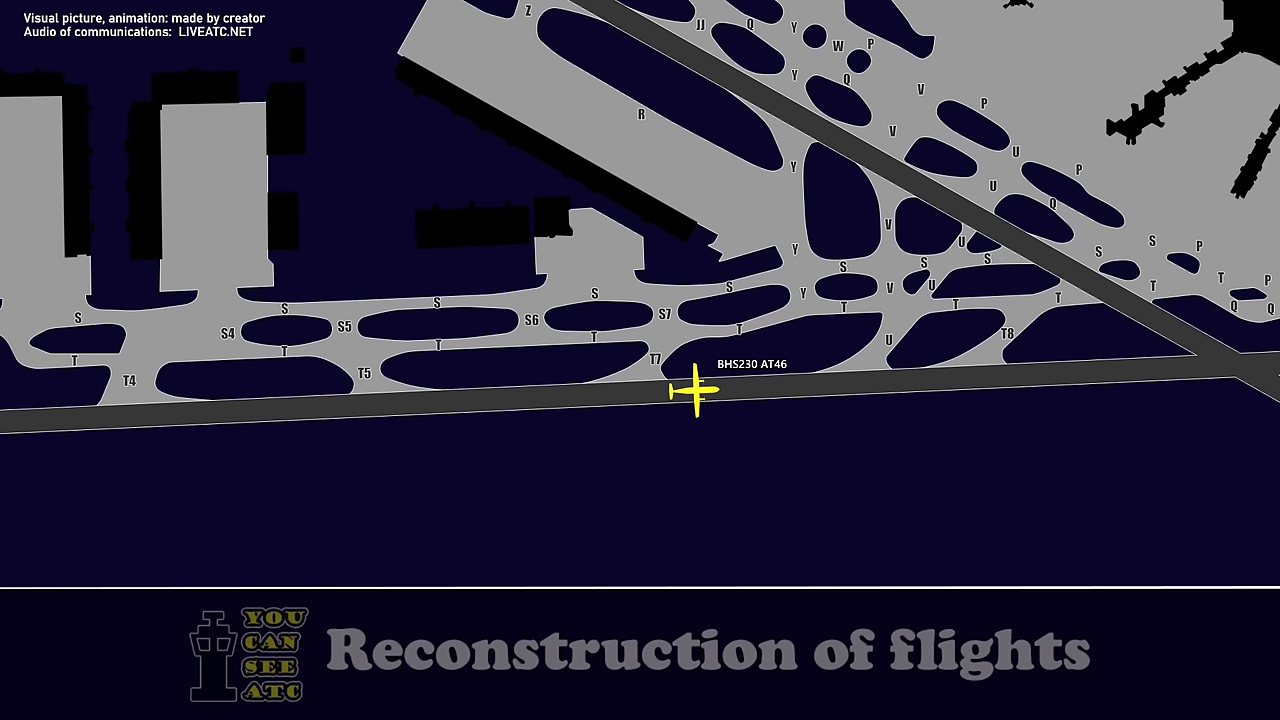 Visual picture, animation: made by creator
Audio of communications: LIVEATC.NET
Z
JJ
Q
Y
W
P
Y
Q
V
P
R
V
U
Y
P
U
Q
V
U
S
S
P
Y
S
S
S
T
T
P
S
Y
V
U
T
T
Q
Q
S
S
S
S4
S5
S6
S7
T
T
T
T
T
U
T8
T
T4
T5
T7
BHS230 AT46
YOU
CAN
SEE
ATC
Reconstruction of flights